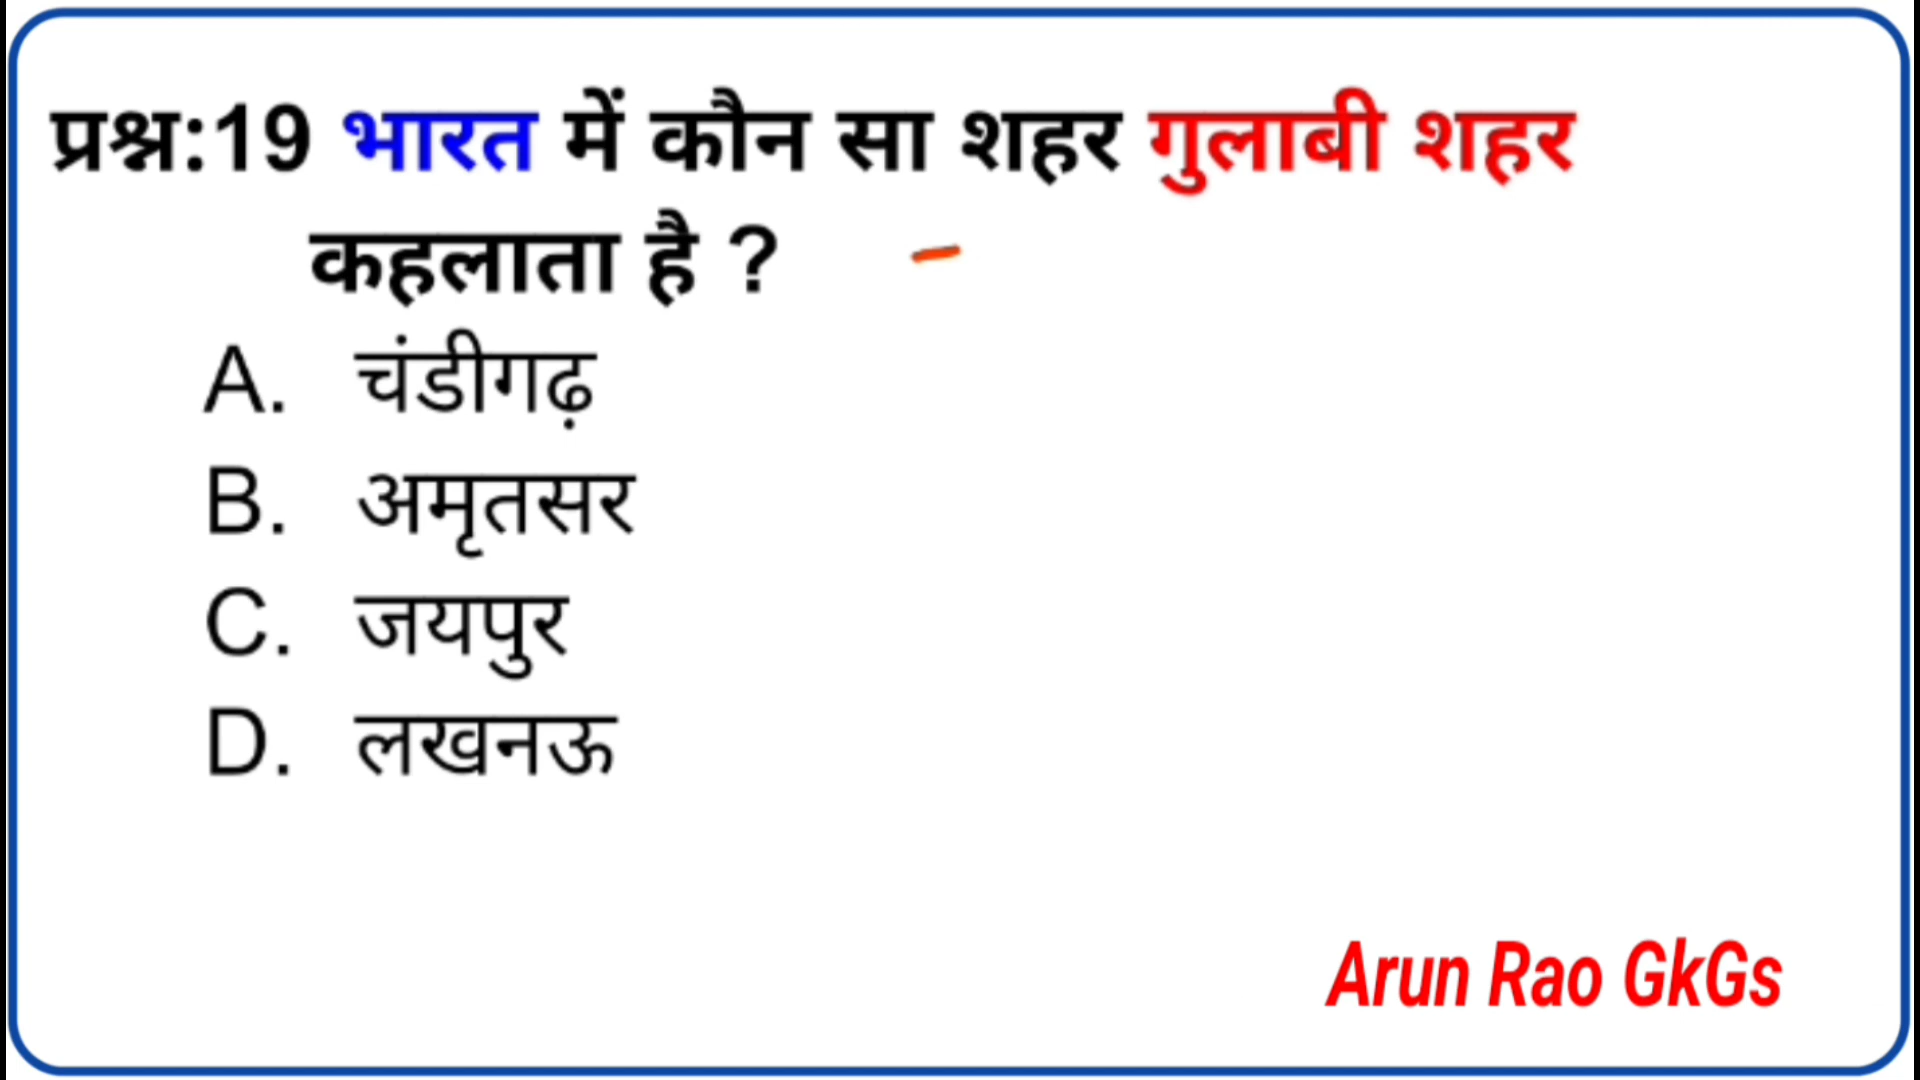 प्रश्न:19 भारत में कौन सा शहर गुलाबी शहर
कहलाता है ?
A. चंडीगढ़
B. अमृतसर
C. जयपुर
D. लखनऊ
Arun Rao GkGs